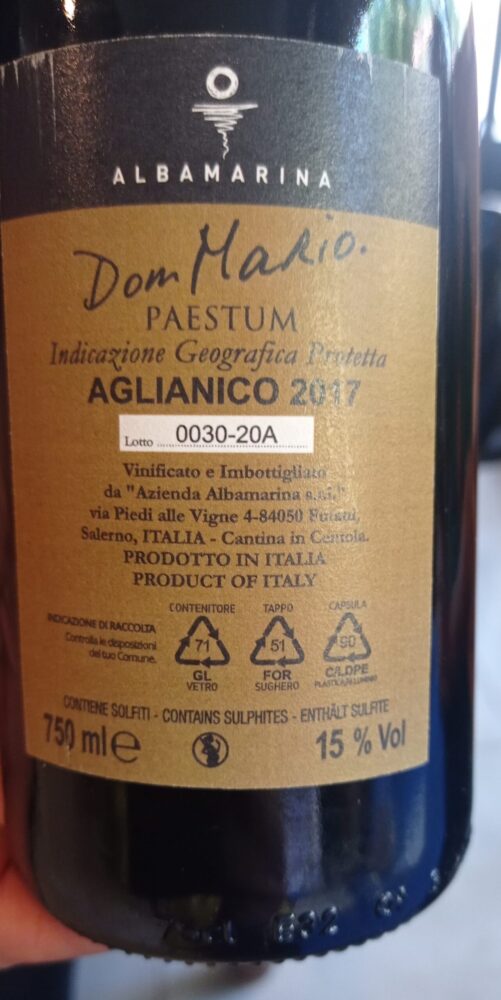 ALBAMARINA
Dom Mario.
PAESTUM
Indicazione Geografica Protetta
AGLIANICO 2017
Lotto 0030-20A
Vinificato e Imbottigliato
da "Azienda Albamarina s.r.l."
via Piedi alle Vigne 4-84050 Futani,
Salerno, ITALIA - Cantina in Centola.
PRODOTTO IN ITALIA
PRODUCT OF ITALY
INDICAZIONE DI RACCOLTA
Controlla le disposizioni
del tuo Comune.
CONTENITORE
71
GL
VETRO
TAPPO
51
FOR
SUGHERO
CAPSULA
90
C/LDPE
PLASTICA/ALLUMINIO
CONTIENE SOLFITI - CONTAINS SULPHITES - ENTHÄLT SULFITE
750 ml e 15 % Vol